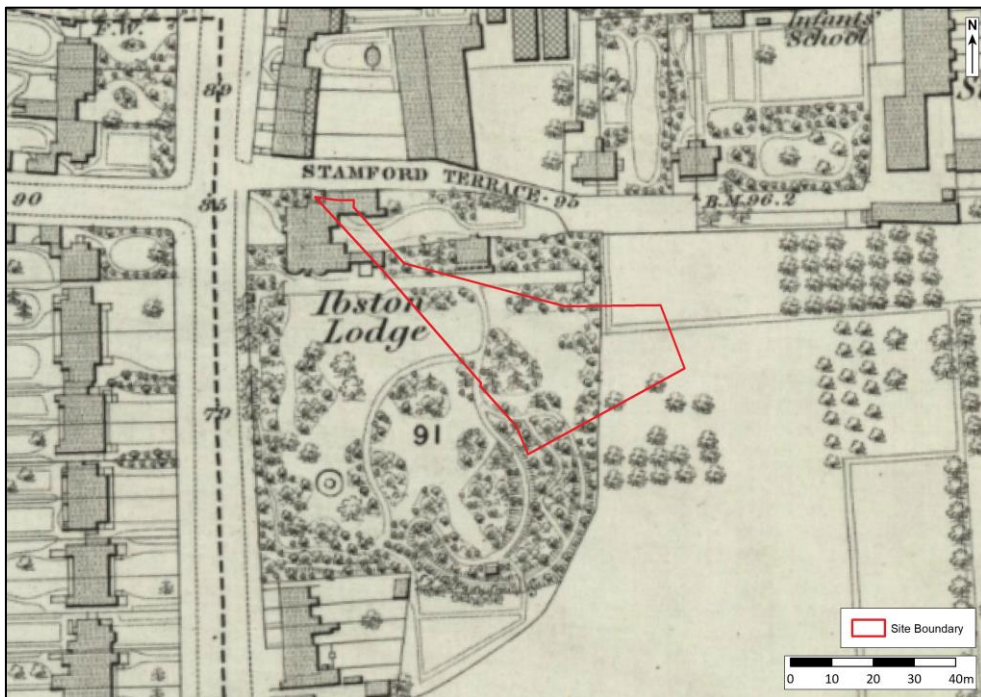 F.W.
Infants'
School
N
89
STAMFORD TERRACE · 95
90
85
B.M. 96.2
Ibston
Lodge
79
91
Site Boundary
0 10 20 30 40m